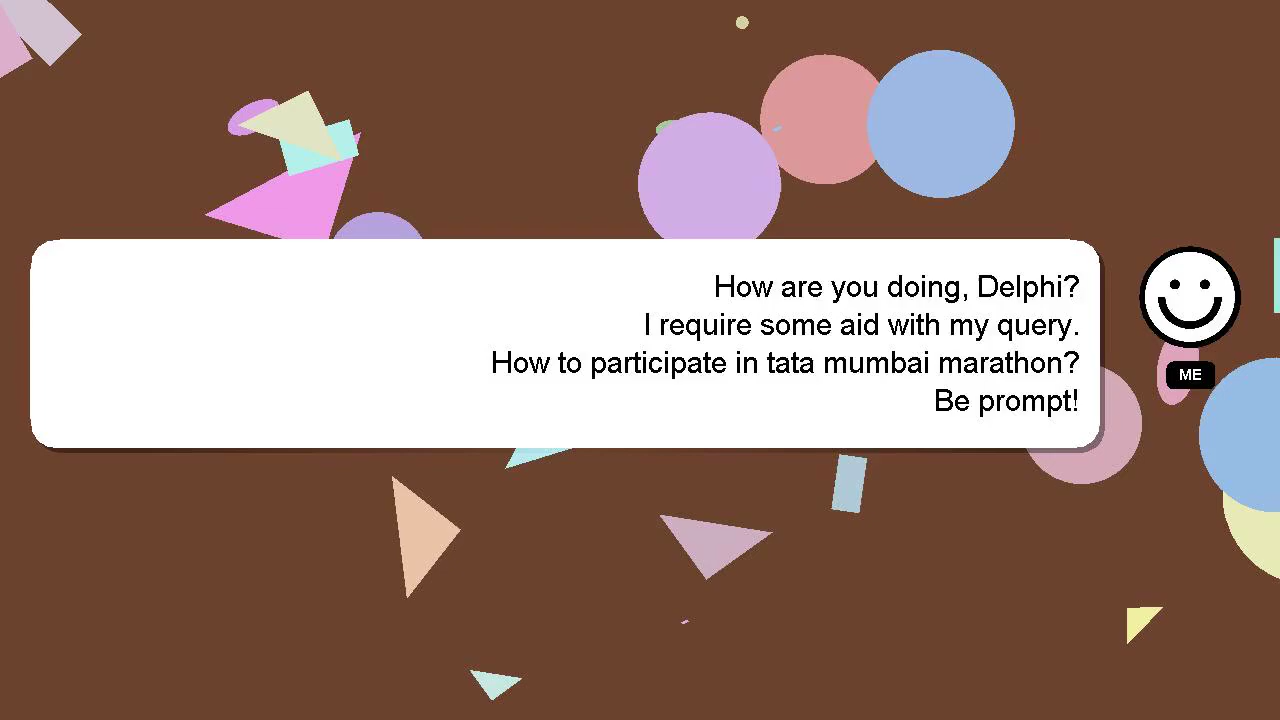 How are you doing, Delphi?
I require some aid with my query.
How to participate in tata mumbai marathon?
Be prompt!
ME